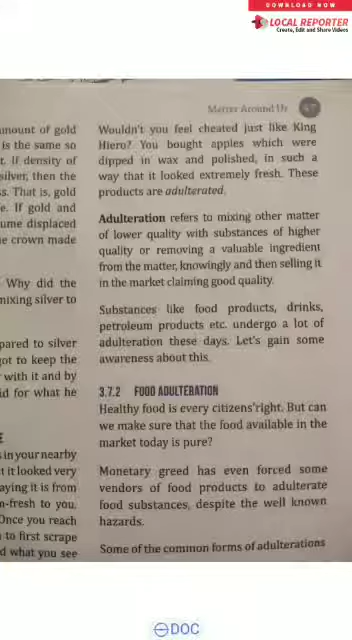 DOWNLOAD NOW
LOCAL REPORTER
Create, Edit and Share Videos
Matter Around Us
amount of gold
is the same so
t. If density of
silver, then the
s. That is, gold
e. If gold and
ume displaced
e crown made
Why did the
mixing silver to
pared to silver
got to keep the
with it and by
id for what he
E
s in your nearby
t it looked very
aying it is from
n-fresh to you.
Once you reach
to first scrape
d what you see
Wouldn't you feel cheated just like King
Hiero? You bought apples which were
dipped in wax and polished, in such a
way that it looked extremely fresh. These
products are adulterated.
Adulteration refers to mixing other matter
of lower quality with substances of higher
quality or removing a valuable ingredient
from the matter, knowingly and then selling it
in the market claiming good quality.
Substances like food products, drinks,
petroleum products etc. undergo a lot of
adulteration these days. Let's gain some
awareness about this.
3.7.2 FOOD ADULTERATION
Healthy food is every citizens'right. But can
we make sure that the food available in the
market today is pure?
Monetary greed has even forced some
vendors of food products to adulterate
food substances, despite the well known
hazards.
Some of the common forms of adulterations
DOC